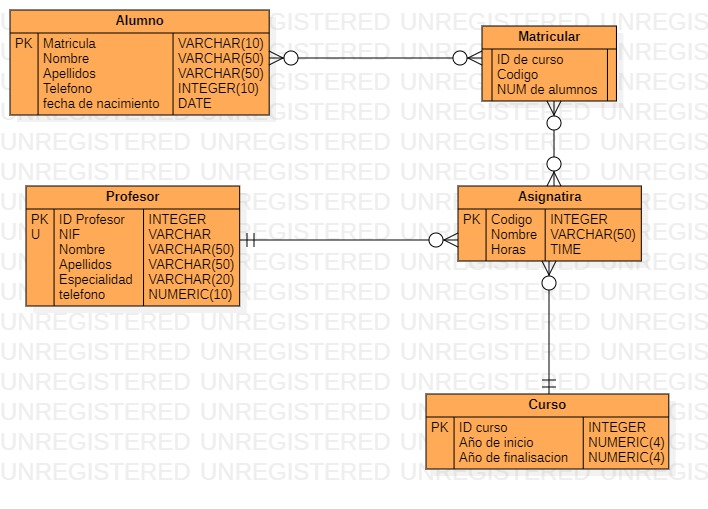 Alumno
PK Matricula VARCHAR(10)
Nombre VARCHAR(50)
Apellidos VARCHAR(50)
Telefono INTEGER(10)
fecha de nacimiento DATE
Matricular
ID de curso
Codigo
NUM de alumnos
Profesor
PK ID Profesor INTEGER
U NIF VARCHAR
Nombre VARCHAR(50)
Apellidos VARCHAR(50)
Especialidad VARCHAR(20)
telefono NUMERIC(10)
Asignatira
PK Codigo INTEGER
Nombre VARCHAR(50)
Horas TIME
Curso
PK ID curso INTEGER
Año de inicio NUMERIC(4)
Año de finalisacion NUMERIC(4)
UNREGISTERED UNREGISTERED UNREGISTERED UNREGIS